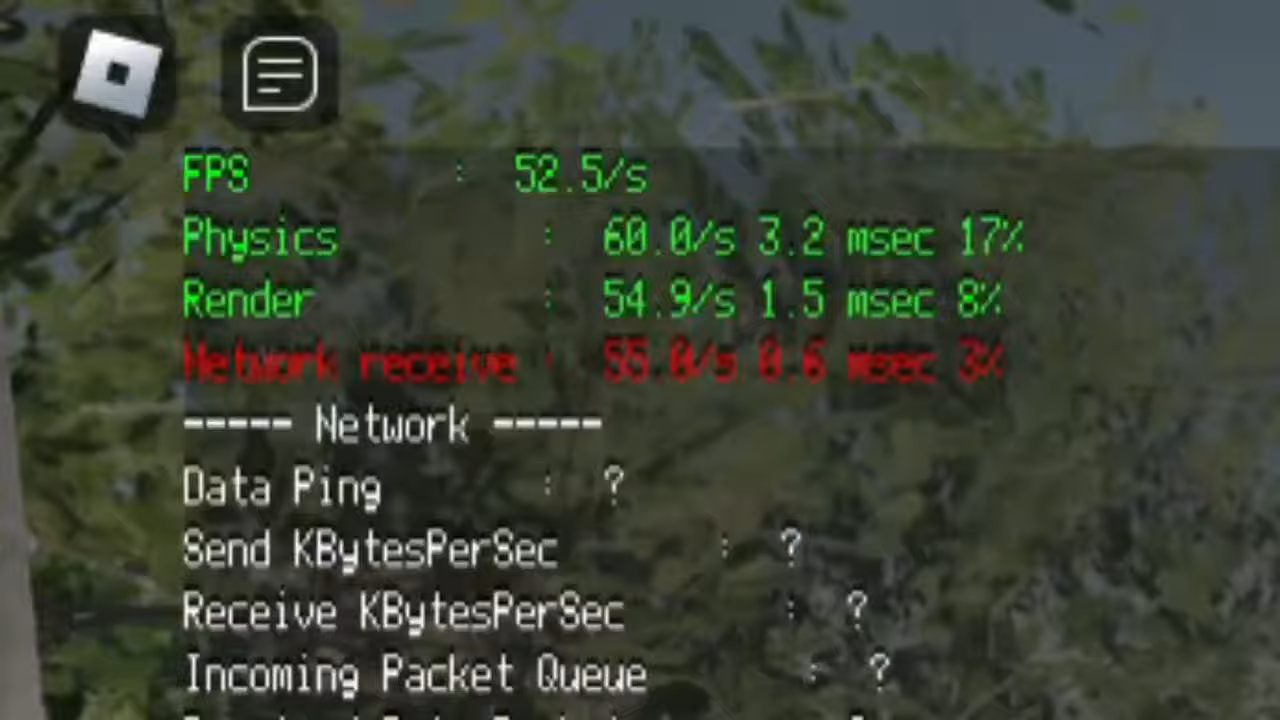 FPS : 52.5/s
Physics : 60.0/s 3.2 msec 17%
Render : 54.9/s 1.5 msec 8%
Network receive : 55.0/s 0.6 msec 3%
----- Network -----
Data Ping : ?
Send KBytesPerSec : ?
Receive KBytesPerSec : ?
Incoming Packet Queue : ?